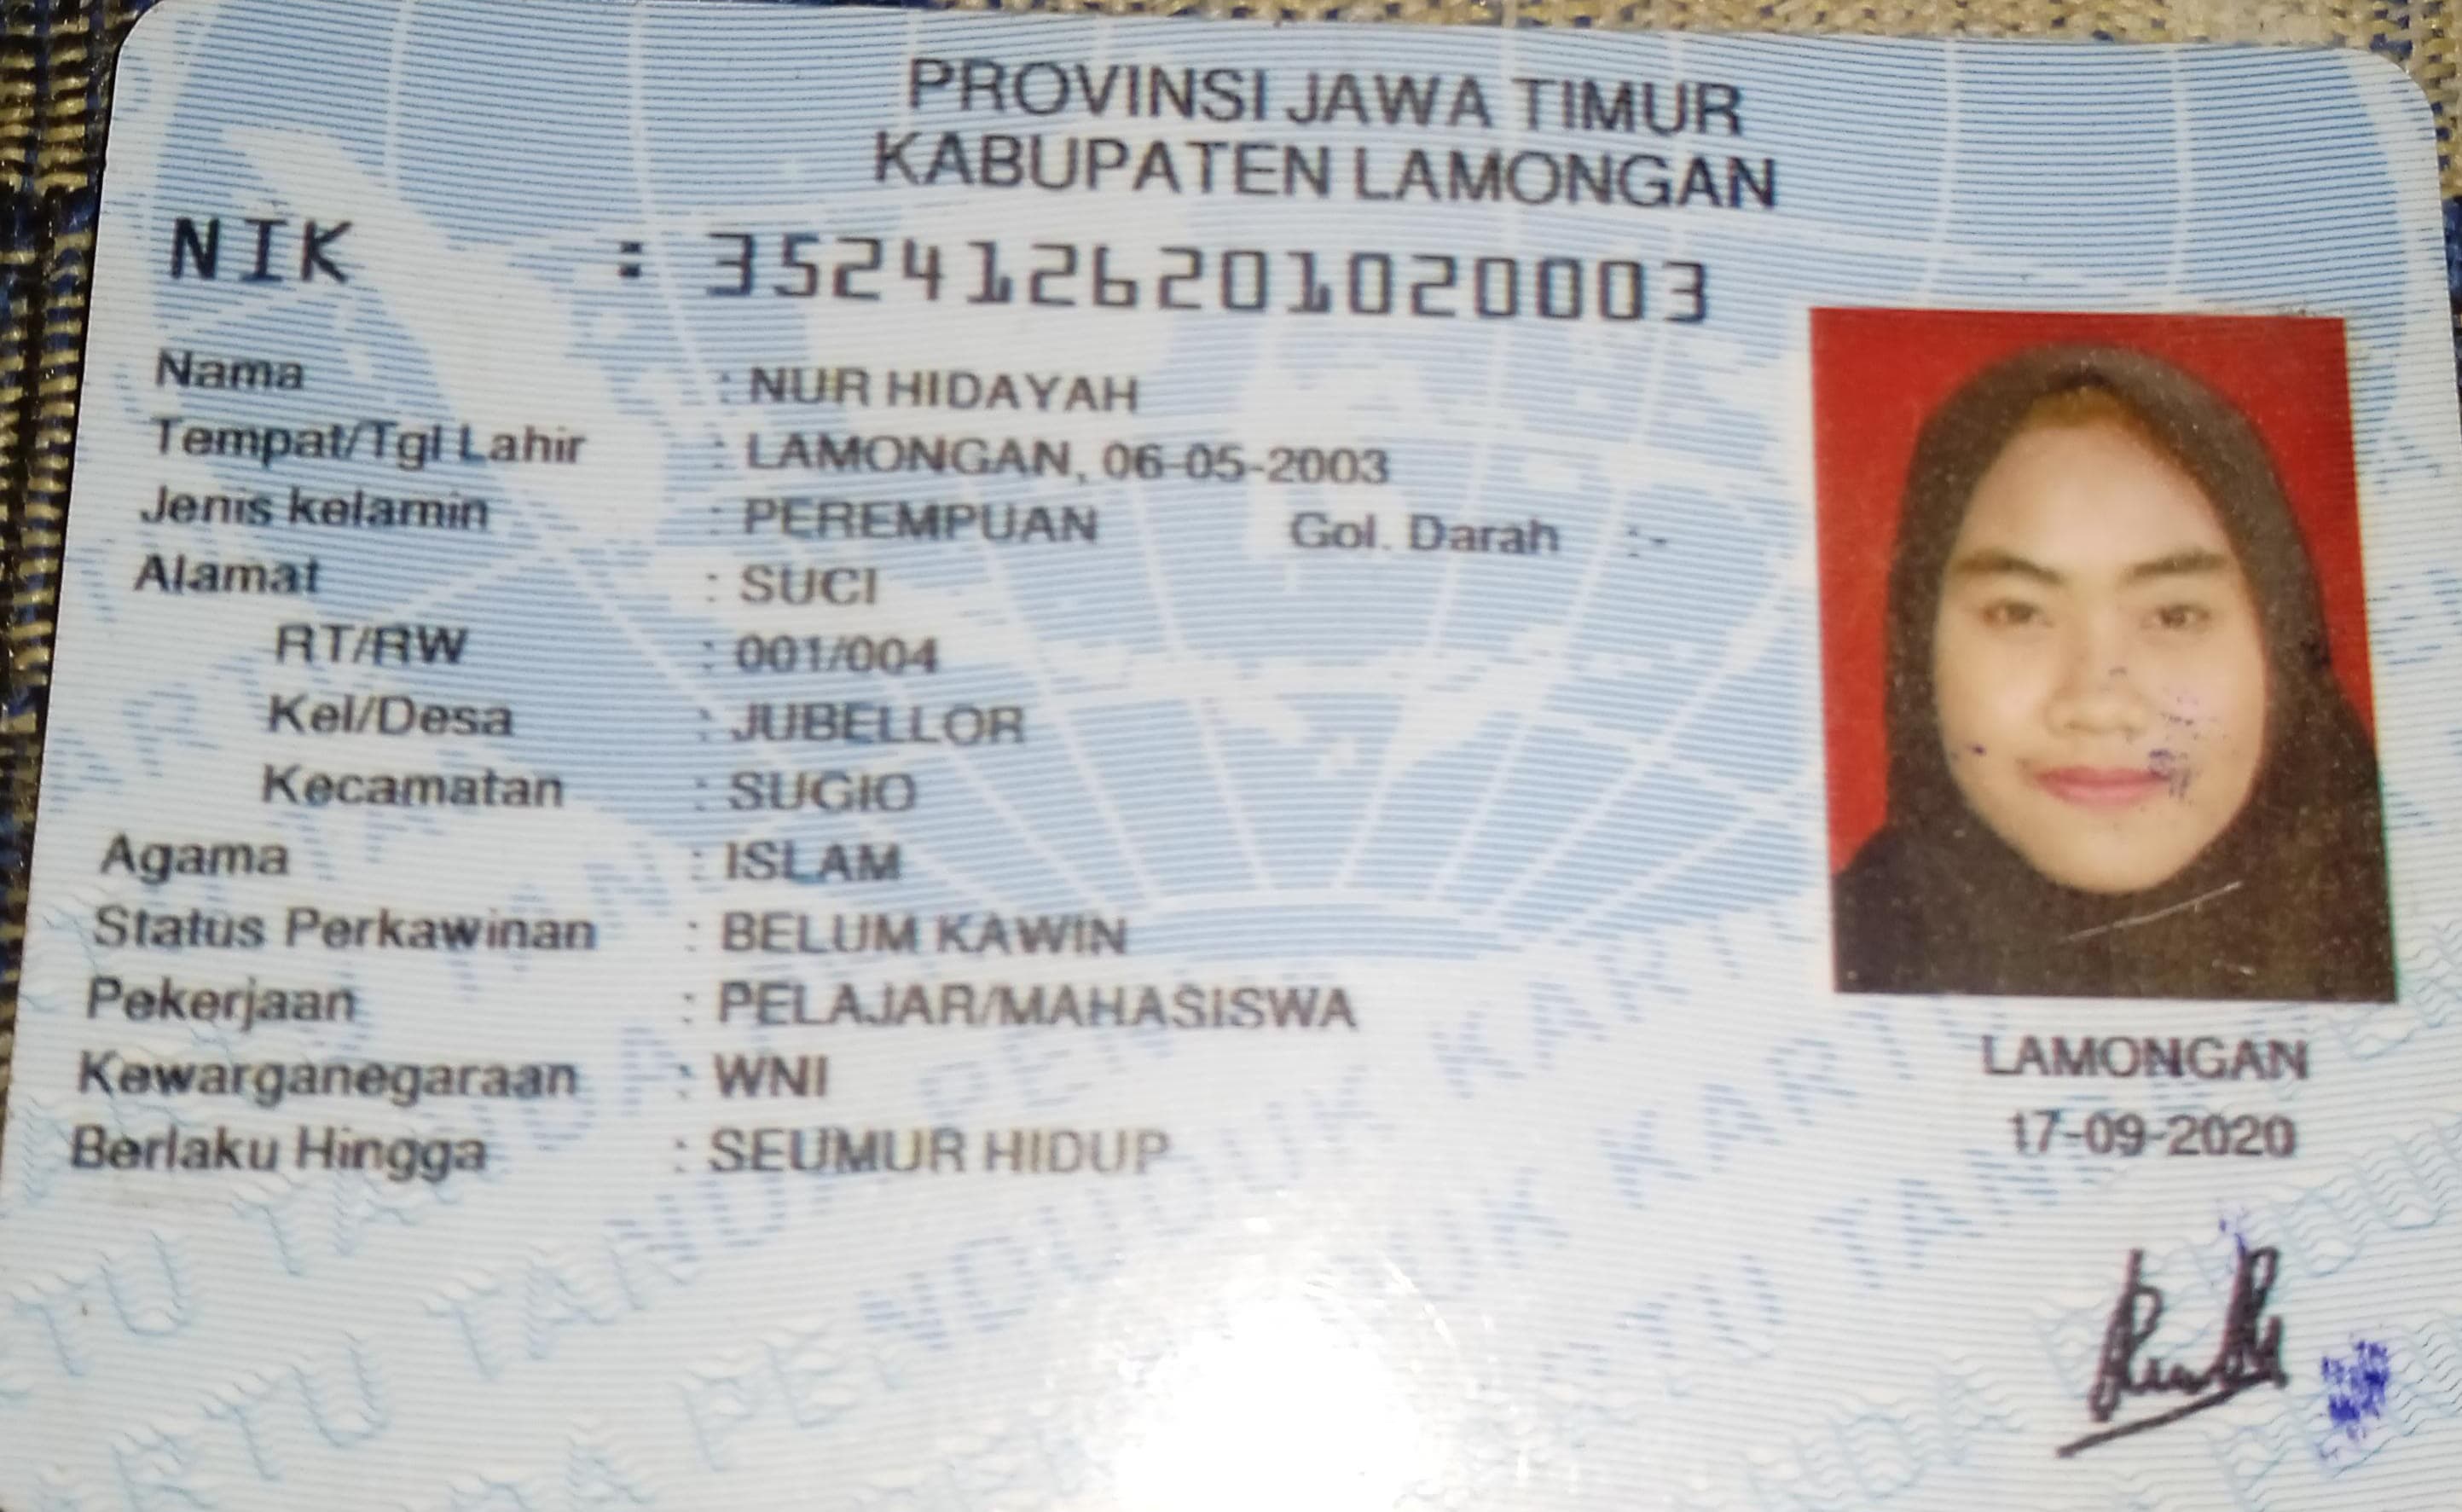 PROVINSI JAWA TIMUR
KABUPATEN LAMONGAN
NIK : 3524126201020003
Nama : NUR HIDAYAH
Tempat/Tgl Lahir : LAMONGAN, 06-05-2003
Jenis kelamin : PEREMPUAN Gol. Darah :-
Alamat : SUCI
RT/RW : 001/004
Kel/Desa : JUBELLOR
Kecamatan : SUGIO
Agama : ISLAM
Status Perkawinan : BELUM KAWIN
Pekerjaan : PELAJAR/MAHASISWA
Kewarganegaraan : WNI
Berlaku Hingga : SEUMUR HIDUP
LAMONGAN
17-09-2020